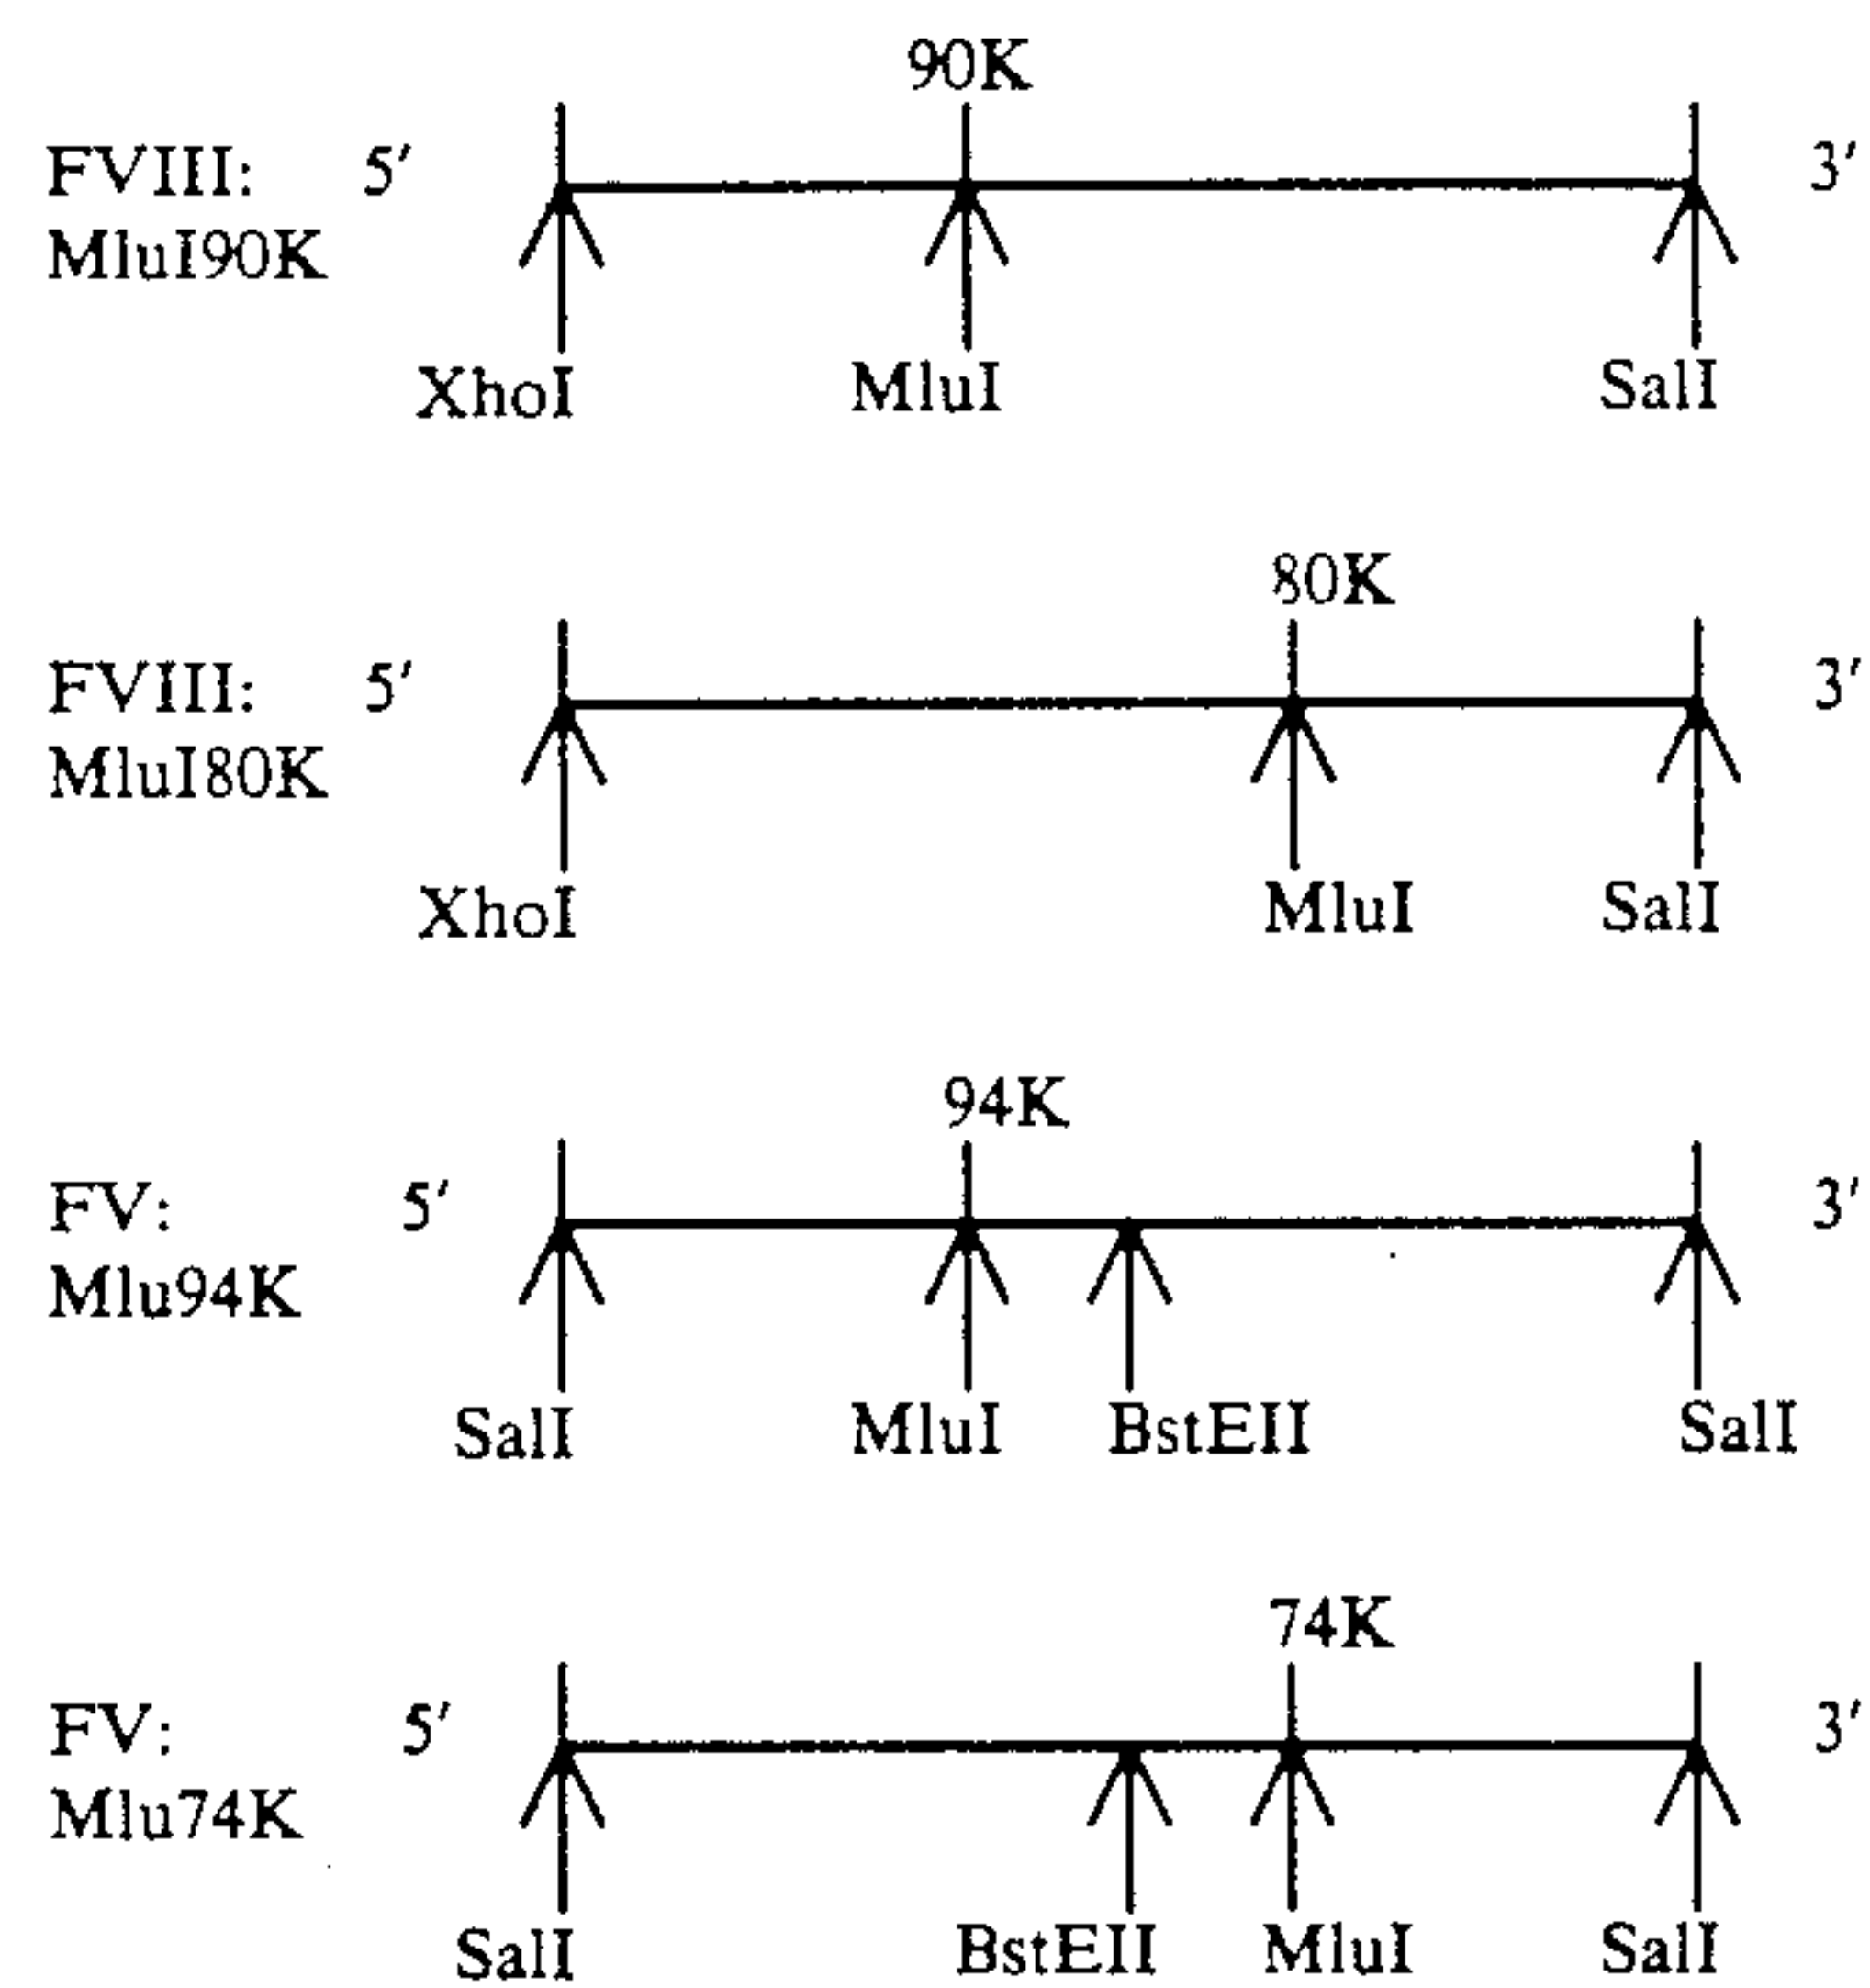 90K
FVIII: 5′ 3′
MluI90K
XhoI MluI SalI
80K
FVIII: 5′ 3′
MluI80K
XhoI MluI SalI
94K
FV: 5′ 3′
Mlu94K
SalI MluI BstEII SalI
74K
FV: 5′ 3′
Mlu74K
SalI BstEII MluI SalI